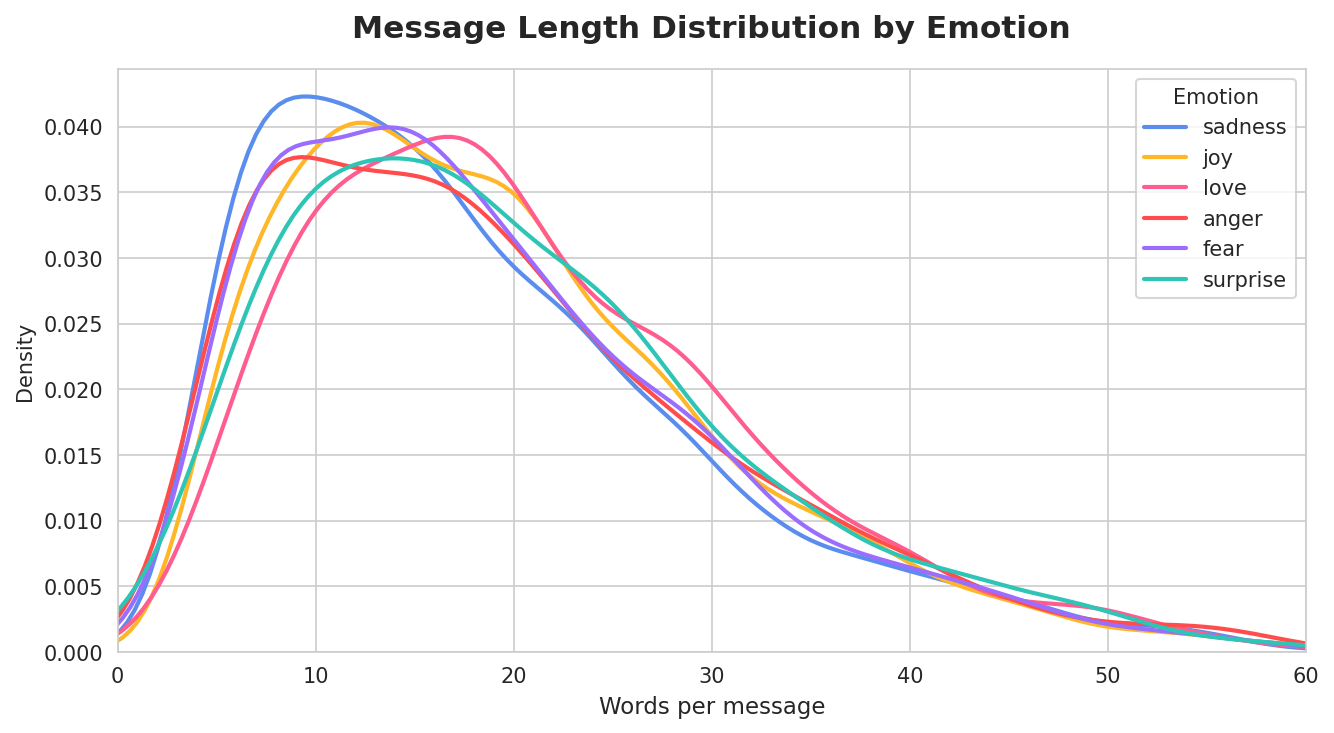 Message Length Distribution by Emotion
Emotion
sadness
joy
love
anger
fear
surprise
Density
0.040
0.035
0.030
0.025
0.020
0.015
0.010
0.005
0.000
0 10 20 30 40 50 60
Words per message